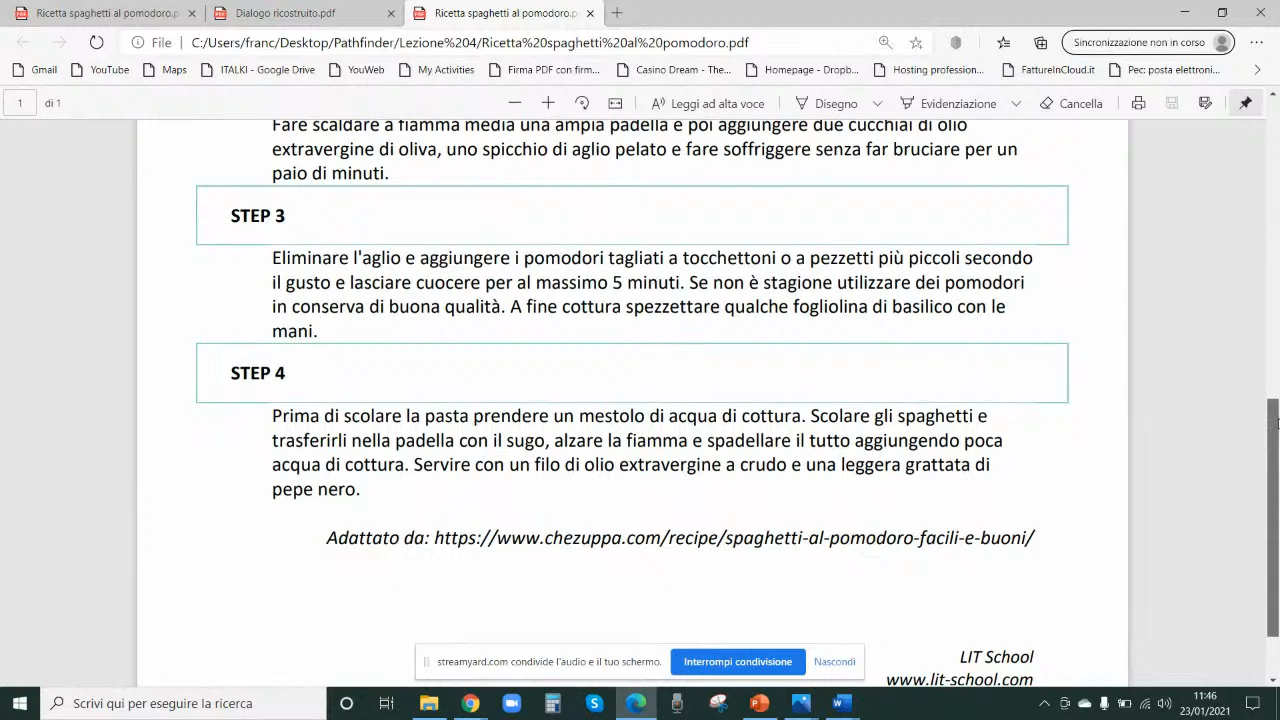 Ricetta spaghetti al pomodoro.p
Dialogo ricostruito.pdf
Ricetta spaghetti al pomodoro.p
File
C:/Users/franc/Desktop/Pathfinder/Lezione%204/Ricetta%20spaghetti%20al%20pomodoro.pdf
Sincronizzazione non in corso
Gmail
YouTube
Maps
ITALKI - Google Drive
YouWeb
My Activities
Firma PDF con firm...
Casino Dream - The...
Homepage - Dropb...
Hosting profession...
FattureInCloud.it
Pec: posta elettroni...
1 di 1
Leggi ad alta voce
Disegno
Evidenziazione
Cancella
Fare scaldare a fiamma media una ampia padella e poi aggiungere due cucchiai di olio
extravergine di oliva, uno spicchio di aglio pelato e fare soffriggere senza far bruciare per un
paio di minuti.
STEP 3
Eliminare l'aglio e aggiungere i pomodori tagliati a tocchettoni o a pezzetti più piccoli secondo
il gusto e lasciare cuocere per al massimo 5 minuti. Se non è stagione utilizzare dei pomodori
in conserva di buona qualità. A fine cottura spezzettare qualche fogliolina di basilico con le
mani.
STEP 4
Prima di scolare la pasta prendere un mestolo di acqua di cottura. Scolare gli spaghetti e
trasferirli nella padella con il sugo, alzare la fiamma e spadellare il tutto aggiungendo poca
acqua di cottura. Servire con un filo di olio extravergine a crudo e una leggera grattata di
pepe nero.
Adattato da: https://www.chezuppa.com/recipe/spaghetti-al-pomodoro-facili-e-buoni/
streamyard.com condivide l'audio e il tuo schermo.
Interrompi condivisione
Nascondi
LIT School
www.lit-school.com
Scrivi qui per eseguire la ricerca
11:46
23/01/2021